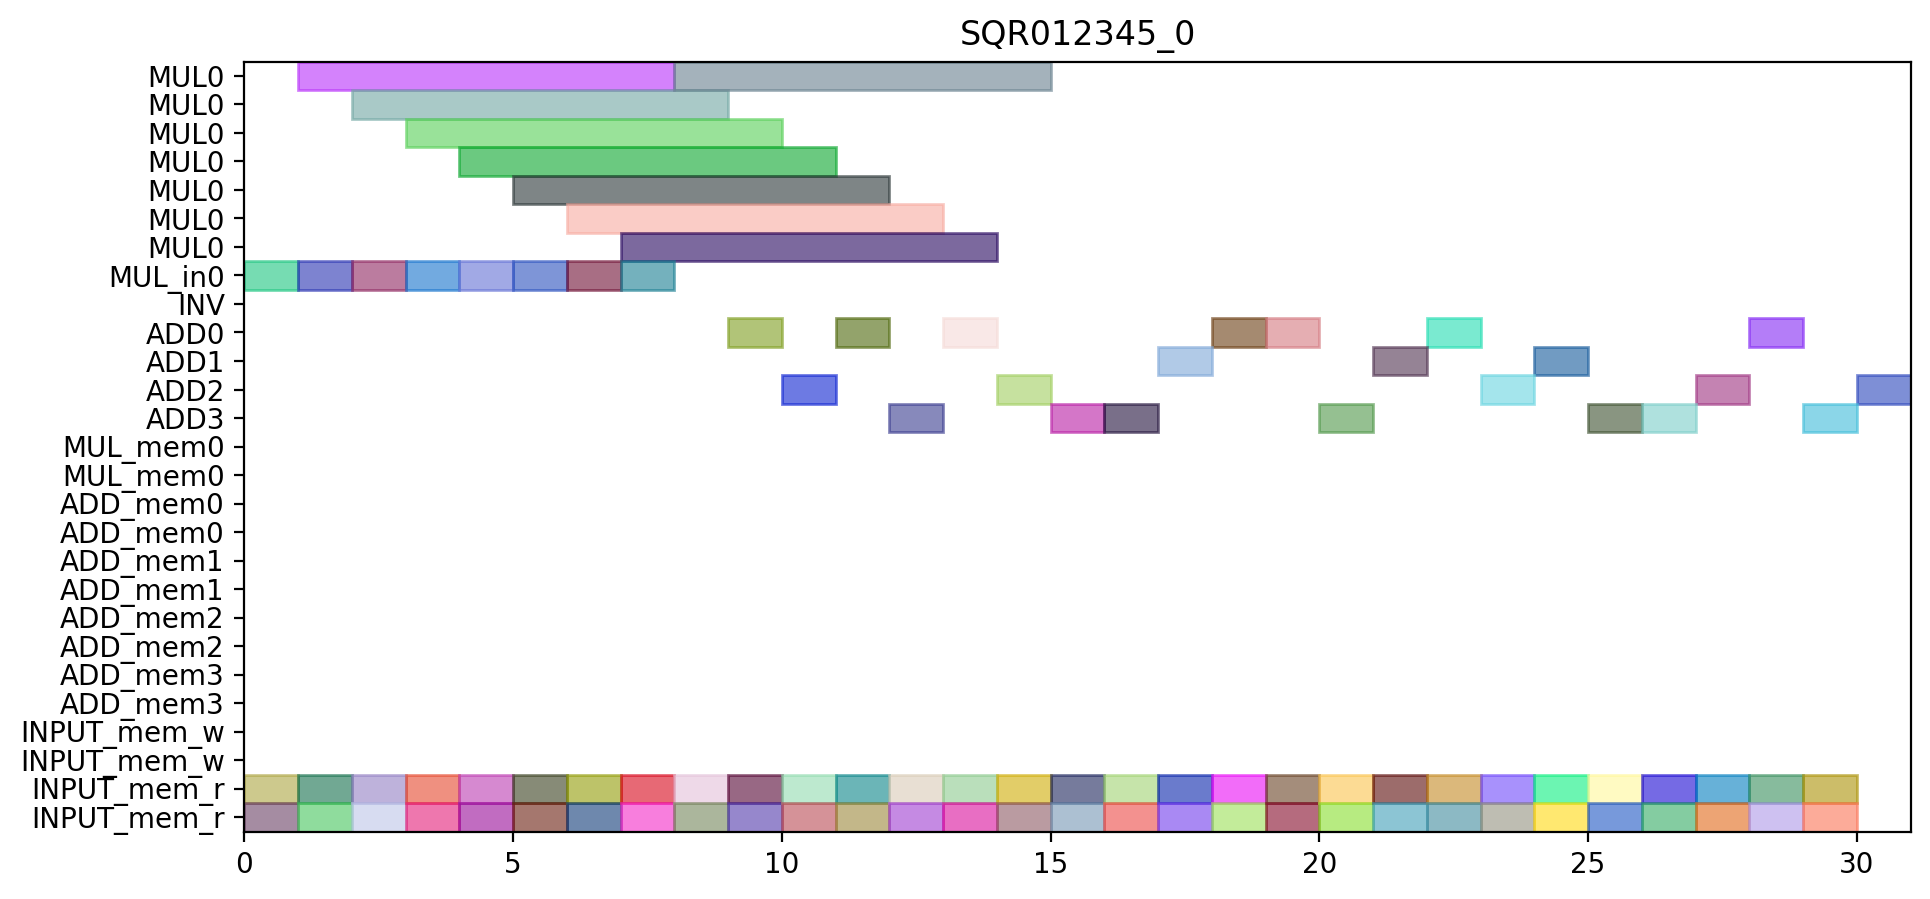 SQR012345_0
MUL0
MUL0
MUL0
MUL0
MUL0
MUL0
MUL0
MUL_in0
INV
ADD0
ADD1
ADD2
ADD3
MUL_mem0
MUL_mem0
ADD_mem0
ADD_mem0
ADD_mem1
ADD_mem1
ADD_mem2
ADD_mem2
ADD_mem3
ADD_mem3
INPUT_mem_w
INPUT_mem_w
INPUT_mem_r
INPUT_mem_r
0 5 10 15 20 25 30